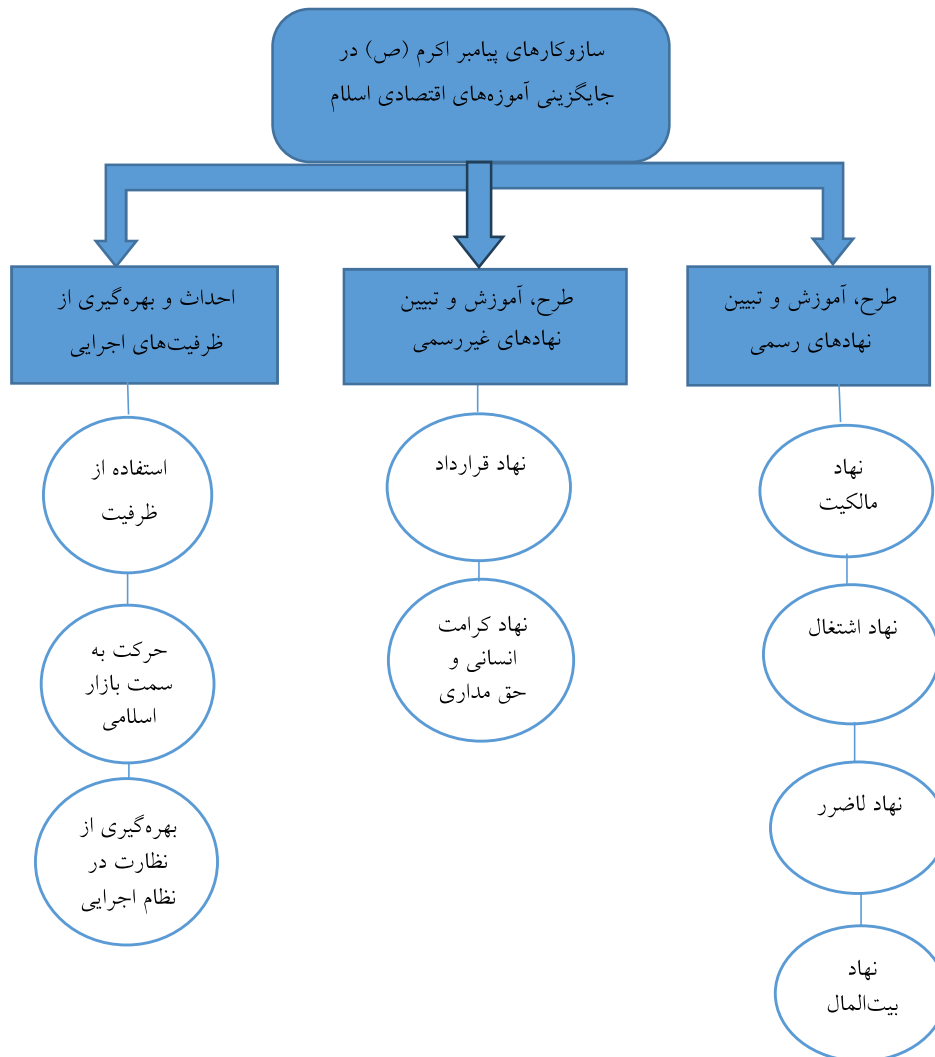 سازوکارهای پیامبر اکرم (ص) در
جایگزینی آموزه‌های اقتصادی اسلام
طرح، آموزش و تبیین
نهادهای رسمی
نهاد
مالکیت
نهاد اشتغال
نهاد لاضرر
نهاد
بیت‌المال
طرح، آموزش و تبیین
نهادهای غیررسمی
نهاد قرارداد
نهاد کرامت
انسانی و
حق مداری
احداث و بهره‌گیری از
ظرفیت‌های اجرایی
استفاده از
ظرفیت
حرکت به
سمت بازار
اسلامی
بهره‌گیری از
نظارت در
نظام اجرایی